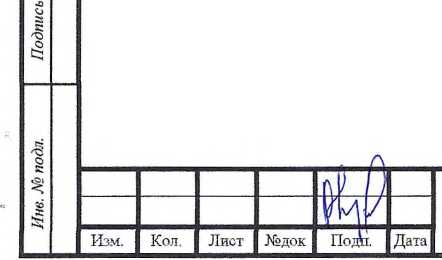 Подпись
Инв. № подл.
Изм. Кол. Лист №док Подп. Дата